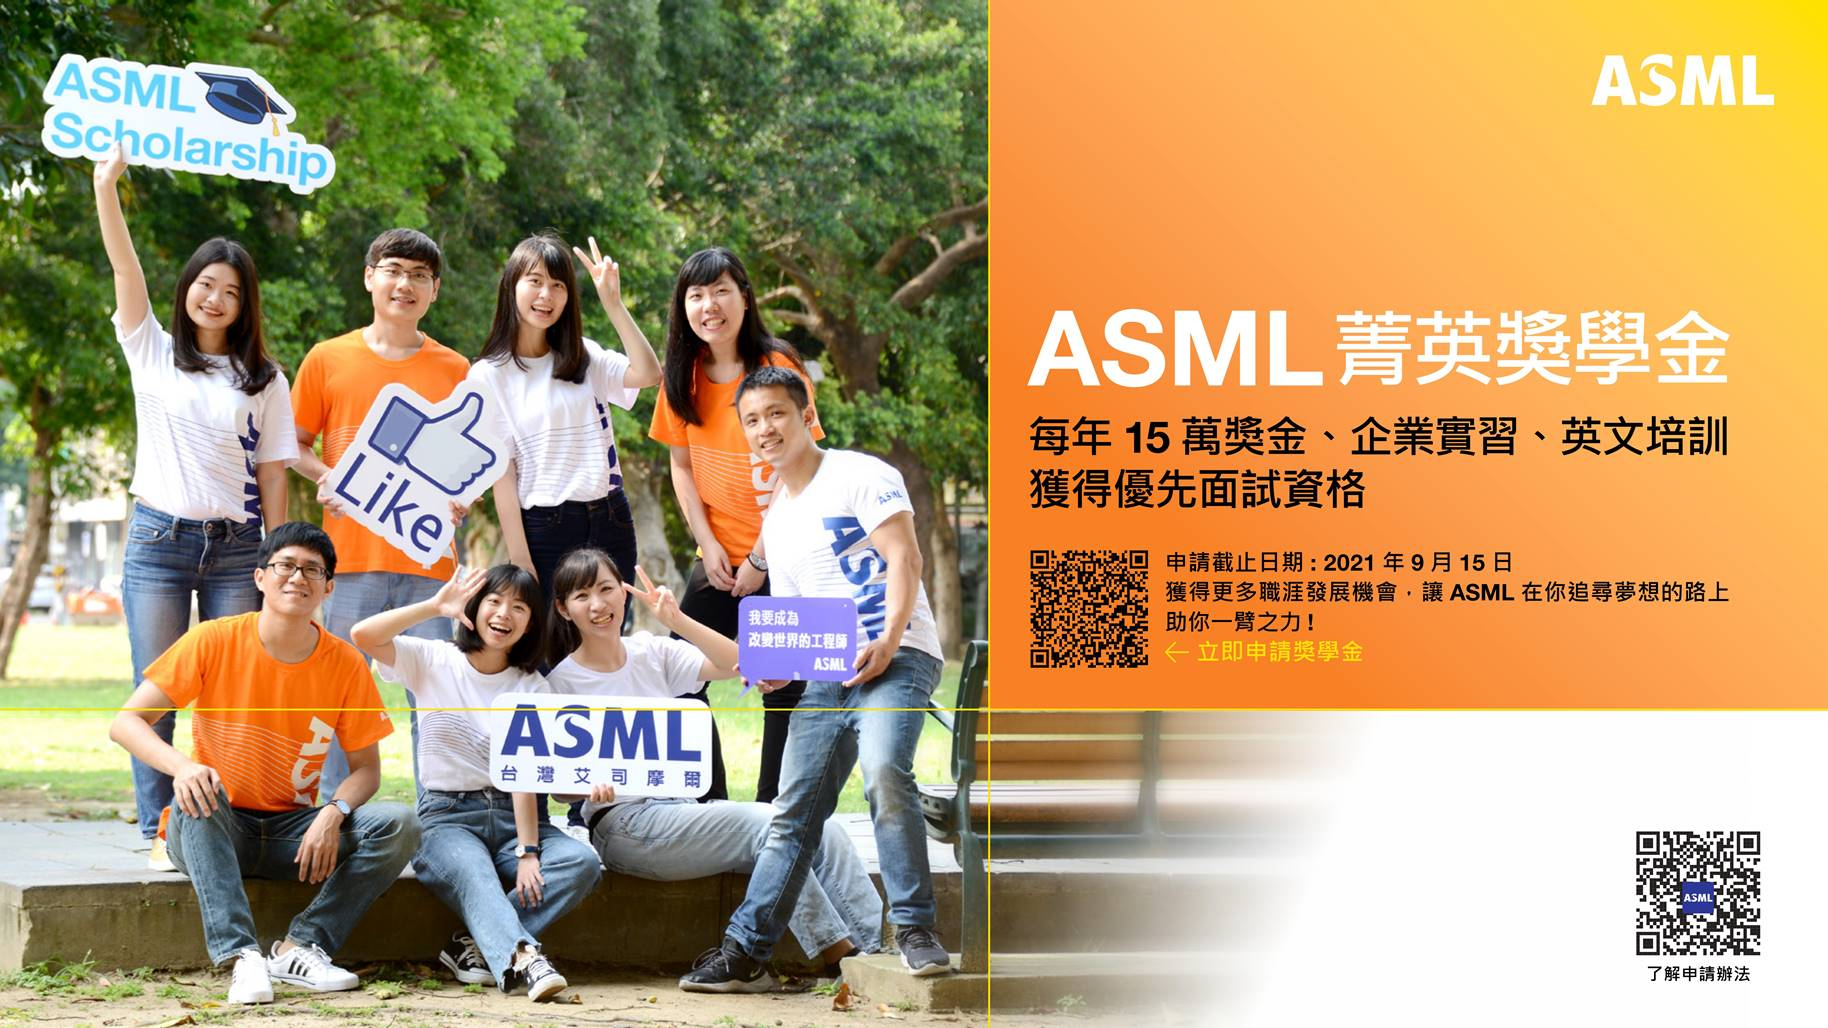 ASML
Scholarship
Like
我要成為
改變世界的工程師
ASML
ASML
台灣艾司摩爾
ASML
ASML
ASML 菁英獎學金
每年 15 萬獎金、企業實習、英文培訓
獲得優先面試資格
申請截止日期 : 2021 年 9 月 15 日
獲得更多職涯發展機會，讓 ASML 在你追尋夢想的路上
助你一臂之力 !
← 立即申請獎學金
ASML
ASML
了解申請辦法